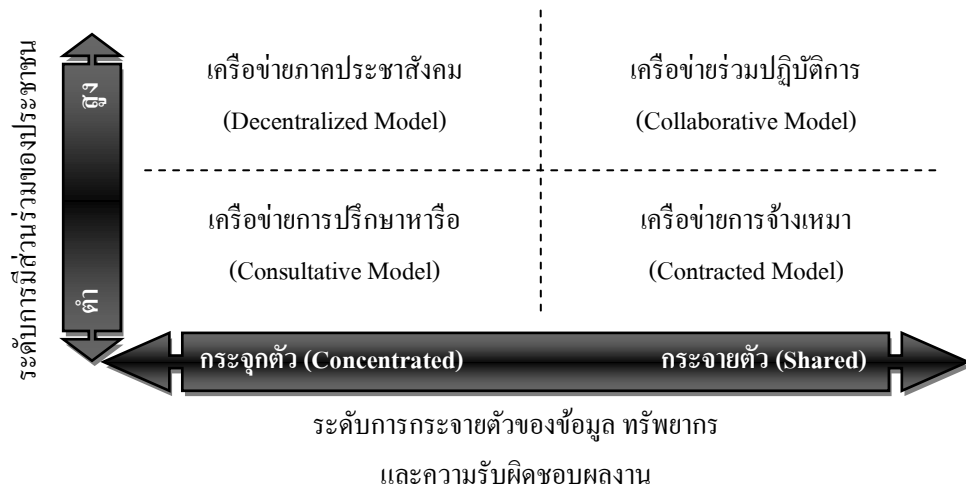 ระดับการมีส่วนร่วมของประชาชน
สูง
ต่ำ
เครือข่ายภาคประชาสังคม
(Decentralized Model)
เครือข่ายร่วมปฏิบัติการ
(Collaborative Model)
เครือข่ายการปรึกษาหารือ
(Consultative Model)
เครือข่ายการจ้างเหมา
(Contracted Model)
กระจุกตัว (Concentrated)
กระจายตัว (Shared)
ระดับการกระจายตัวของข้อมูล ทรัพยากร
และความรับผิดชอบผลงาน